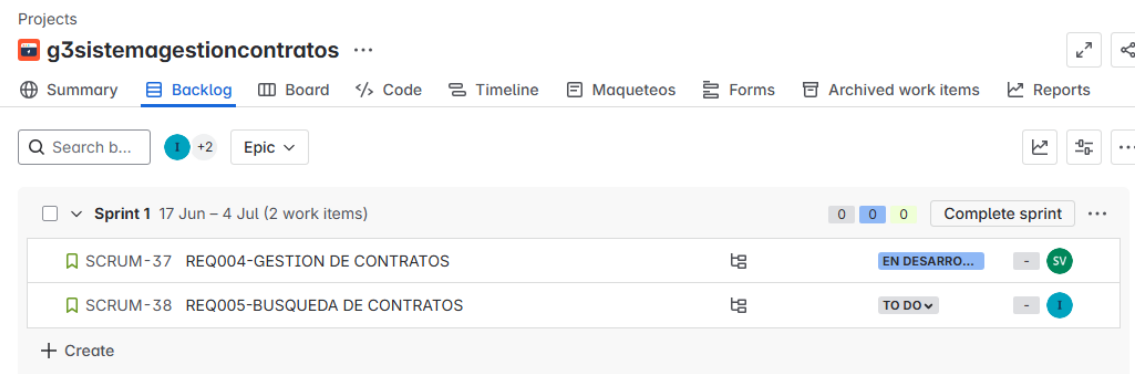 Projects
g3sistemagestioncontratos ···
Summary Backlog Board Code Timeline Maqueteos Forms Archived work items Reports
Search b... I +2 Epic
Sprint 1 17 Jun – 4 Jul (2 work items) 0 0 0 Complete sprint ···
SCRUM-37 REQ004-GESTION DE CONTRATOS EN DESARRO... - SV
SCRUM-38 REQ005-BUSQUEDA DE CONTRATOS TO DO - I
+ Create